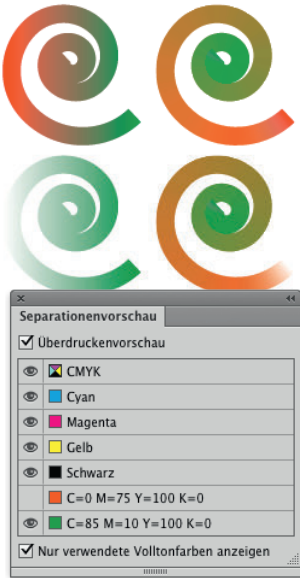 Separationenvorschau
Überdruckenvorschau
CMYK
Cyan
Magenta
Gelb
Schwarz
C=0 M=75 Y=100 K=0
C=85 M=10 Y=100 K=0
Nur verwendete Volltonfarben anzeigen